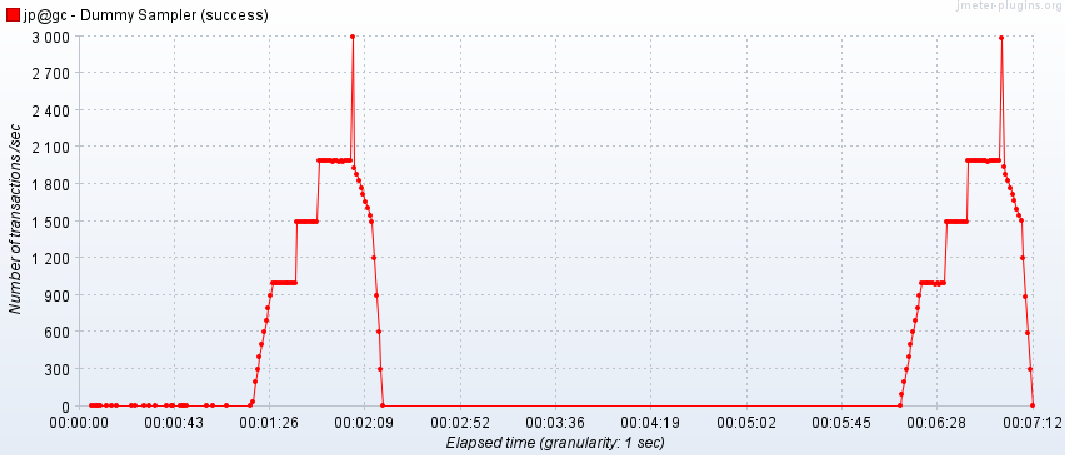 jmeter-plugins.org
jp@gc - Dummy Sampler (success)
3 000
2 700
2 400
2 100
1 800
1 500
1 200
900
600
300
0
Number of transactions /sec
00:00:00 00:00:43 00:01:26 00:02:09 00:02:52 00:03:36 00:04:19 00:05:02 00:05:45 00:06:28 00:07:12
Elapsed time (granularity: 1 sec)